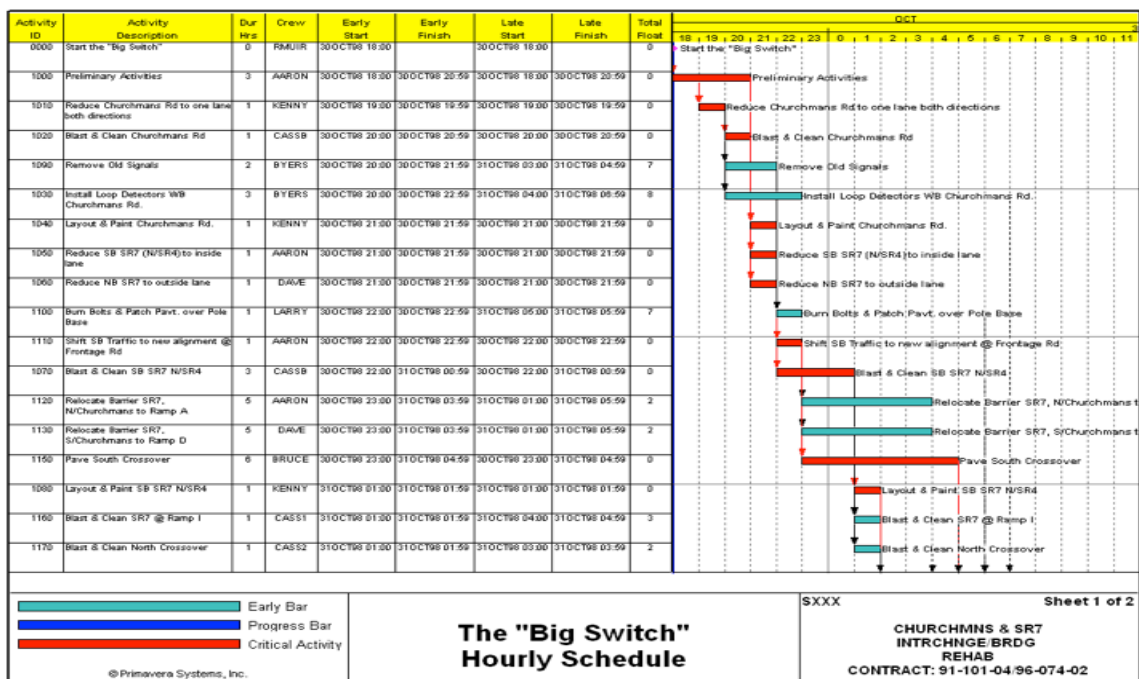 Activity ID Activity Description Dur Hrs Crew Early Start Early Finish Late Start Late Finish Total Float OCT
18 19 20 21 22 23 0 1 2 3 4 5 6 7 8 9 10 11
0000 Start the "Big Switch" 0 RMUIR 30OCT98 18:00 30OCT98 18:00 0
1000 Preliminary Activities 3 AARON 30OCT98 18:00 30OCT98 20:59 30OCT98 18:00 30OCT98 20:59 0
1010 Reduce Churchmans Rd to one lane both directions 1 KENNY 30OCT98 19:00 30OCT98 19:59 30OCT98 19:00 30OCT98 19:59 0
1020 Blast & Clean Churchmans Rd 1 CASSB 30OCT98 20:00 30OCT98 20:59 30OCT98 20:00 30OCT98 20:59 0
1090 Remove Old Signals 2 BYERS 30OCT98 20:00 30OCT98 21:59 31OCT98 03:00 31OCT98 04:59 7
1030 Install Loop Detectors WB Churchmans Rd. 3 BYERS 30OCT98 20:00 30OCT98 22:59 31OCT98 04:00 31OCT98 06:59 8
1040 Layout & Paint Churchmans Rd. 1 KENNY 30OCT98 21:00 30OCT98 21:59 30OCT98 21:00 30OCT98 21:59 0
1050 Reduce SB SR7 (N/SR4) to inside lane 1 AARON 30OCT98 21:00 30OCT98 21:59 30OCT98 21:00 30OCT98 21:59 0
1060 Reduce NB SR7 to outside lane 1 DAVE 30OCT98 21:00 30OCT98 21:59 30OCT98 21:00 30OCT98 21:59 0
1100 Burn Bolts & Patch Pavt. over Pole Base 1 LARRY 30OCT98 22:00 30OCT98 22:59 31OCT98 05:00 31OCT98 05:59 7
1110 Shift SB Traffic to new alignment @ Frontage Rd 1 AARON 30OCT98 22:00 30OCT98 22:59 30OCT98 22:00 30OCT98 22:59 0
1070 Blast & Clean SB SR7 N/SR4 3 CASSB 30OCT98 22:00 31OCT98 00:59 30OCT98 22:00 31OCT98 00:59 0
1120 Relocate Barrier SR7, N/Churchmans to Ramp A 5 AARON 30OCT98 23:00 31OCT98 03:59 31OCT98 01:00 31OCT98 05:59 2
1130 Relocate Barrier SR7, S/Churchmans to Ramp D 5 DAVE 30OCT98 23:00 31OCT98 03:59 31OCT98 01:00 31OCT98 05:59 2
1150 Pave South Crossover 6 BRUCE 30OCT98 23:00 31OCT98 04:59 30OCT98 23:00 31OCT98 04:59 0
1080 Layout & Paint SB SR7 N/SR4 1 KENNY 31OCT98 01:00 31OCT98 01:59 31OCT98 01:00 31OCT98 01:59 0
1160 Blast & Clean SR7 @ Ramp I 1 CASS1 31OCT98 01:00 31OCT98 01:59 31OCT98 04:00 31OCT98 04:59 3
1170 Blast & Clean North Crossover 1 CASS2 31OCT98 01:00 31OCT98 01:59 31OCT98 03:00 31OCT98 03:59 2
Start the "Big Switch"
Preliminary Activities
Reduce Churchmans Rd to one lane both directions
Blast & Clean Churchmans Rd
Remove Old Signals
Install Loop Detectors WB Churchmans Rd.
Layout & Paint Churchmans Rd.
Reduce SB SR7 (N/SR4) to inside lane
Reduce NB SR7 to outside lane
Burn Bolts & Patch Pavt. over Pole Base
Shift SB Traffic to new alignment @ Frontage Rd
Blast & Clean SB SR7 N/SR4
Relocate Barrier SR7, N/Churchmans t
Relocate Barrier SR7, S/Churchmans t
Pave South Crossover
Layout & Paint SB SR7 N/SR4
Blast & Clean SR7 @ Ramp I
Blast & Clean North Crossover
Early Bar
Progress Bar
Critical Activity
© Primavera Systems, Inc.
The "Big Switch"
Hourly Schedule
SXXX Sheet 1 of 2
CHURCHMNS & SR7
INTRCHNGE/BRDG
REHAB
CONTRACT: 91-101-04/96-074-02